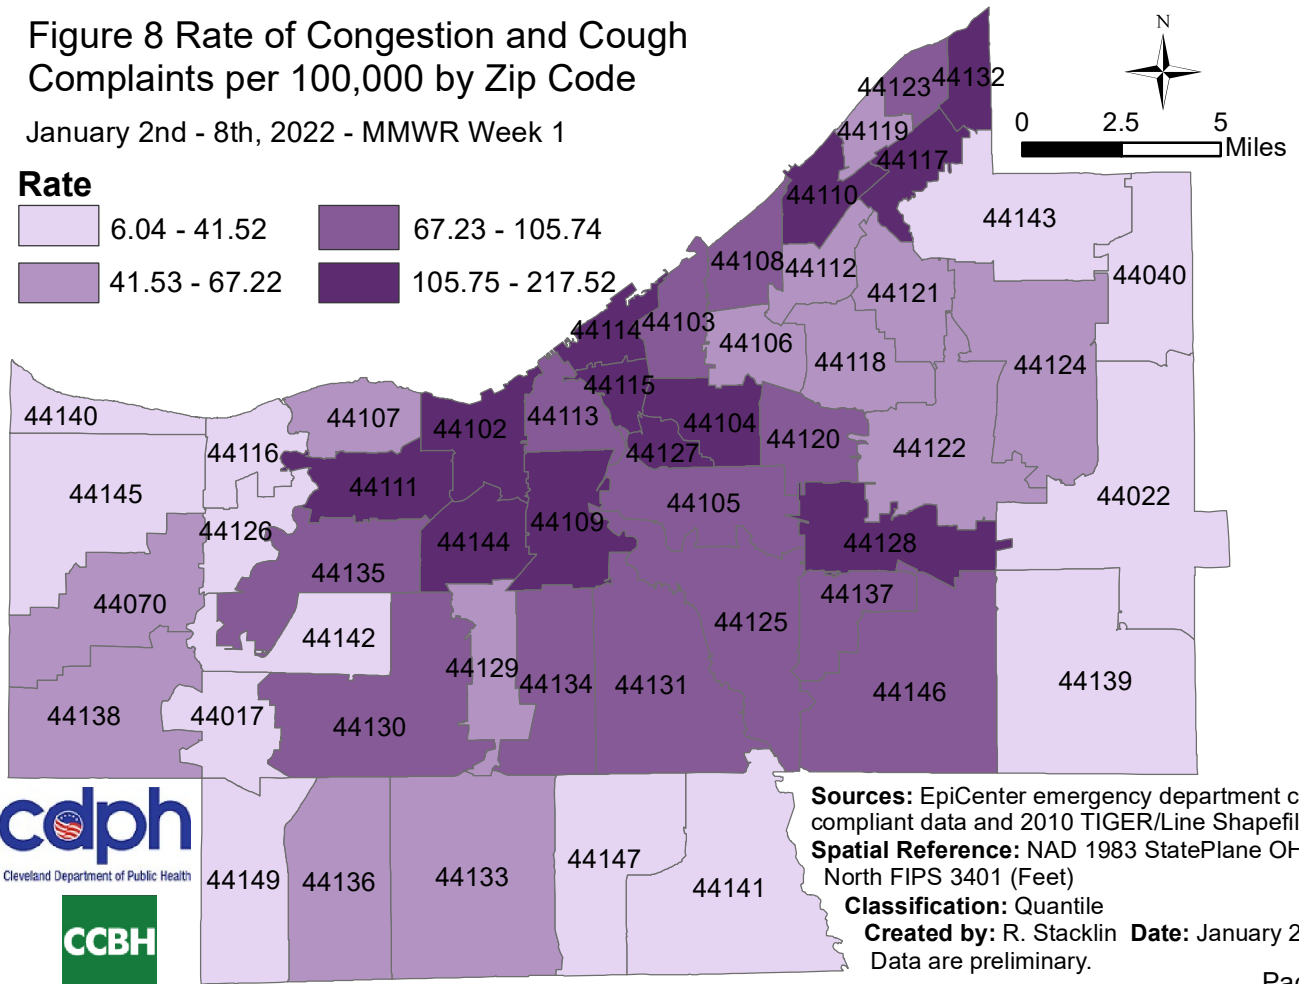 Figure 8 Rate of Congestion and Cough
Complaints per 100,000 by Zip Code
January 2nd - 8th, 2022 - MMWR Week 1
Rate
6.04 - 41.52
67.23 - 105.74
41.53 - 67.22
105.75 - 217.52
N
0 2.5 5
Miles
44132
44123
44119
44117
44110
44143
44108
44112
44040
44121
44114
44103
44106
44118
44124
44115
44140
44107
44102
44113
44104
44120
44116
44127
44122
44145
44111
44105
44022
44126
44109
44144
44128
44135
44070
44137
44142
44125
44129
44134
44131
44139
44146
44138
44017
44130
44149
44136
44133
44147
44141
cdph
Cleveland Department of Public Health
CCBH
Sources: EpiCenter emergency department c
compliant data and 2010 TIGER/Line Shapefil
Spatial Reference: NAD 1983 StatePlane OH
North FIPS 3401 (Feet)
Classification: Quantile
Created by: R. Stacklin Date: January 2
Data are preliminary.
Pag